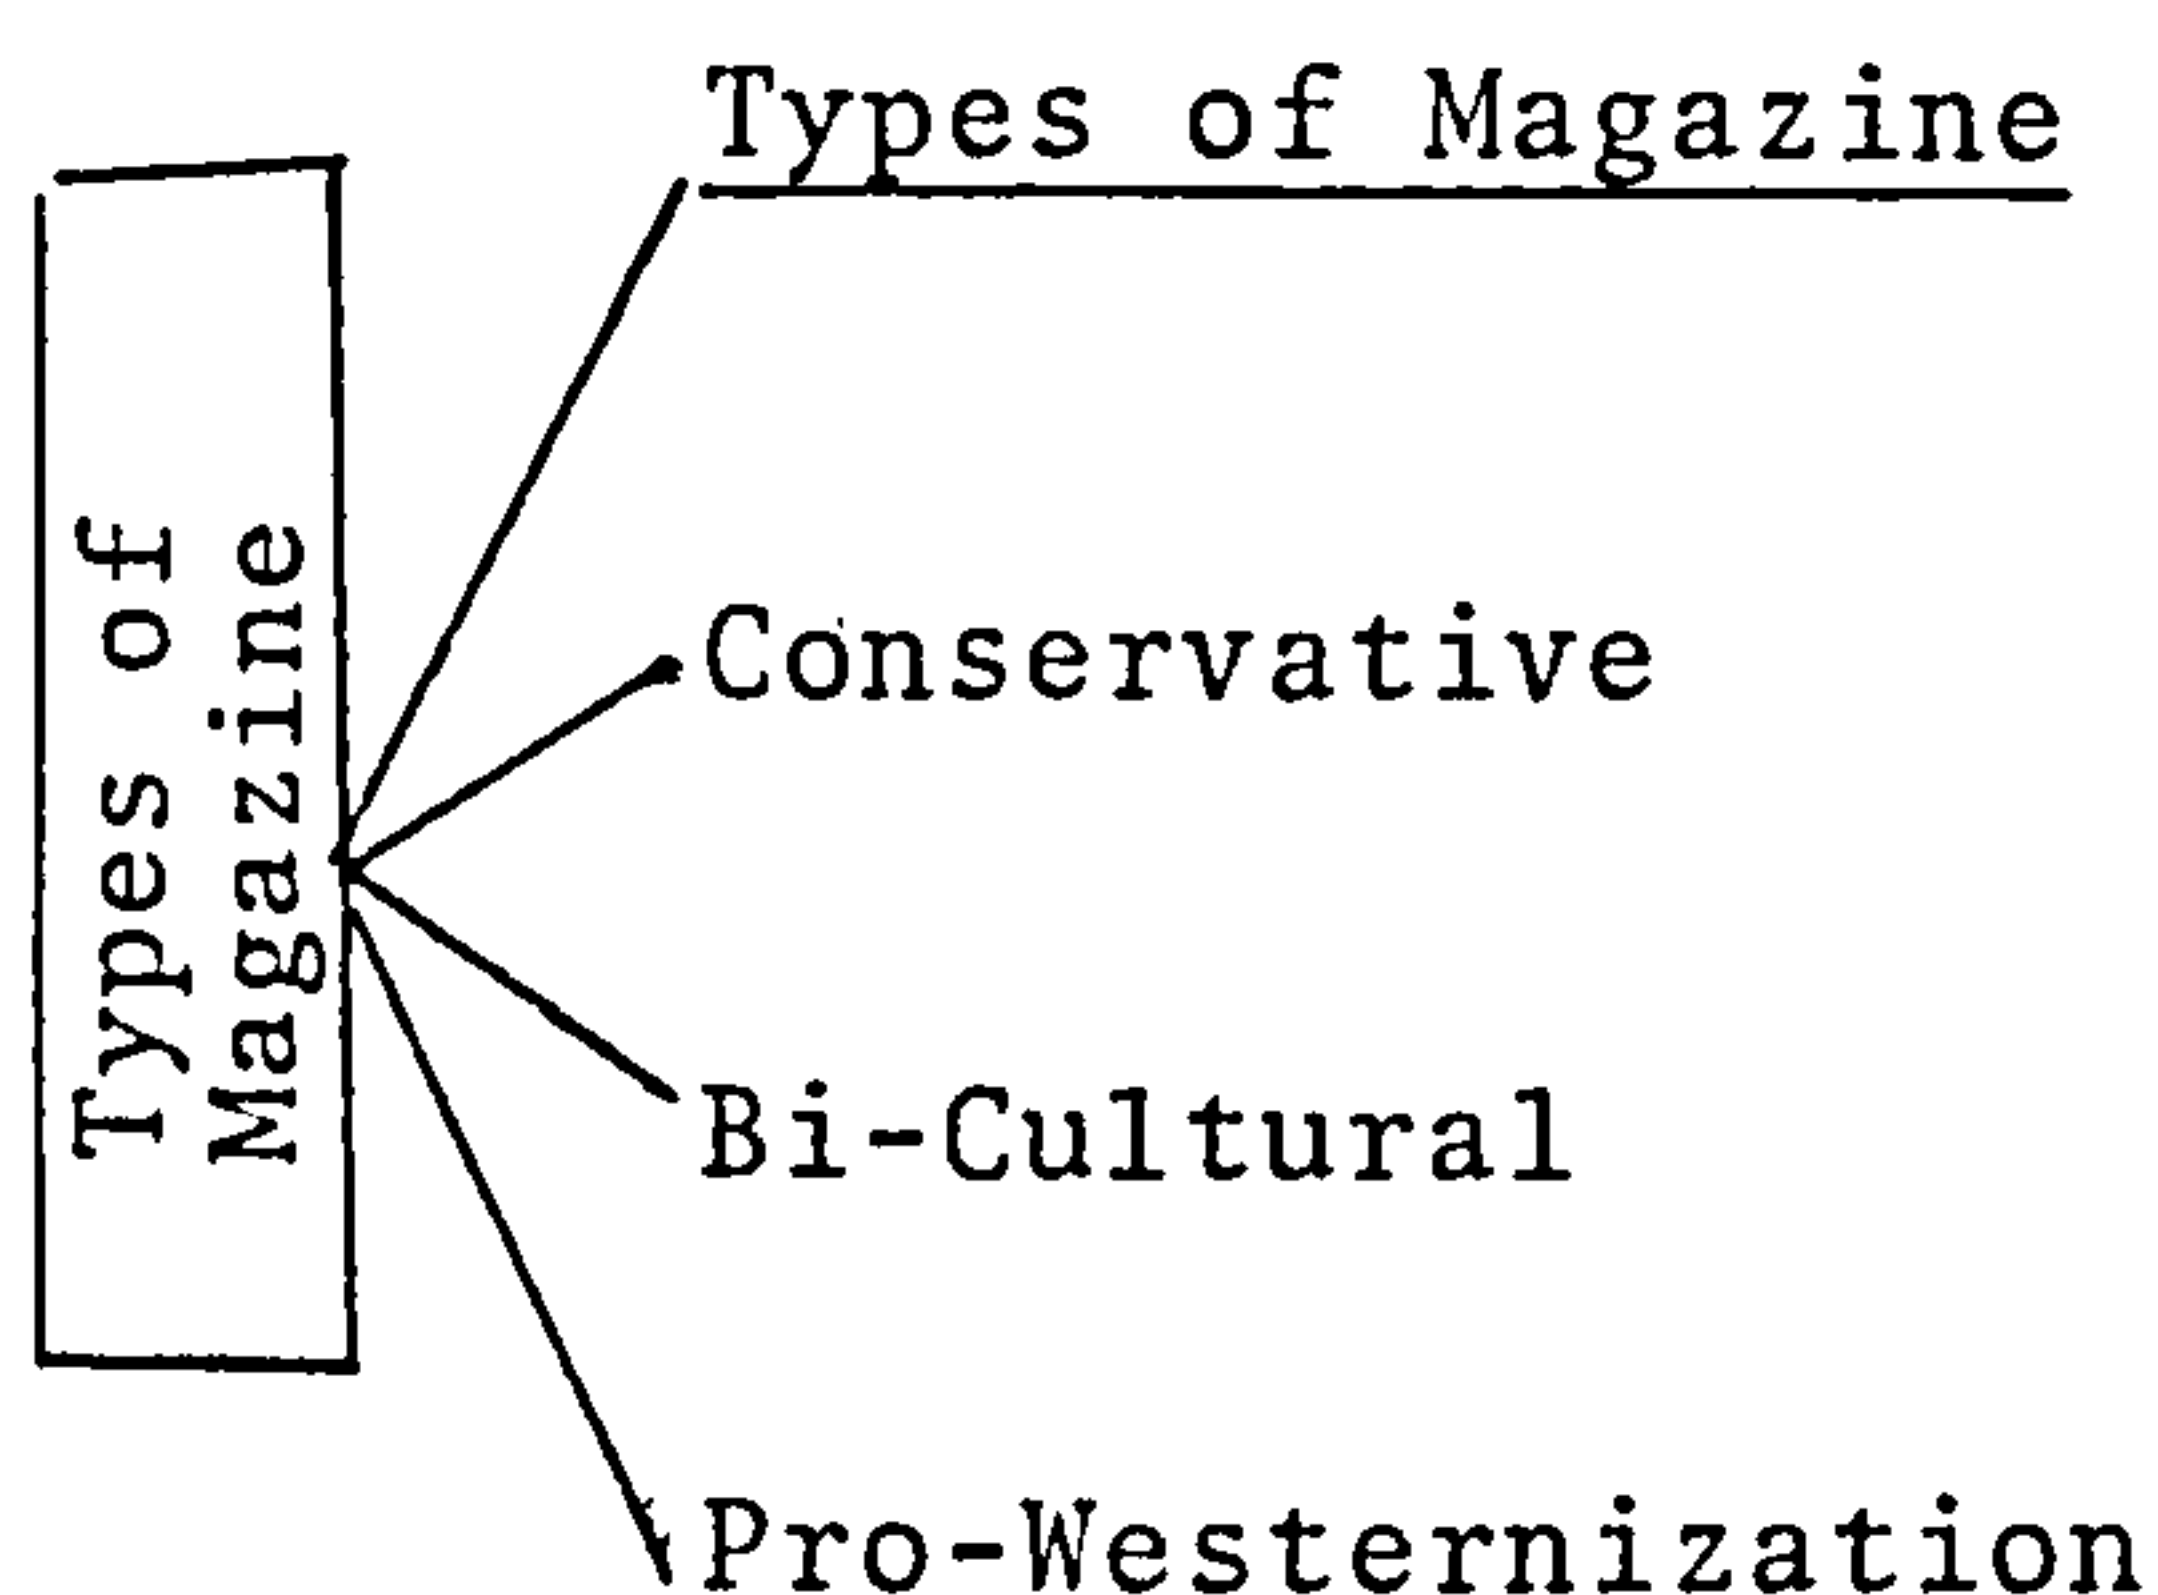 Types of
Magazine
Types of Magazine
Conservative
Bi-Cultural
Pro-Westernization